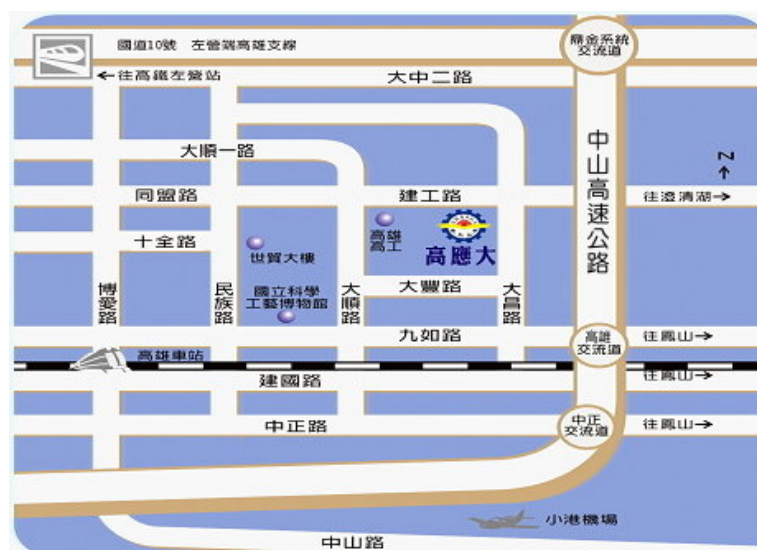 國道10號 左營端高雄支線
鼎金系統
交流道
←往高鐵左營站
大中二路
中山高速公路
大順一路
N
同盟路
建工路
往澄清湖→
高雄
高工
高應大
十全路
世貿大樓
國立科學
工藝博物館
大豐路
博愛路
民族路
大順路
大昌路
九如路
高雄
交流道
往鳳山→
高雄車站
建國路
往鳳山→
中正路
中正
交流道
往鳳山→
小港機場
中山路